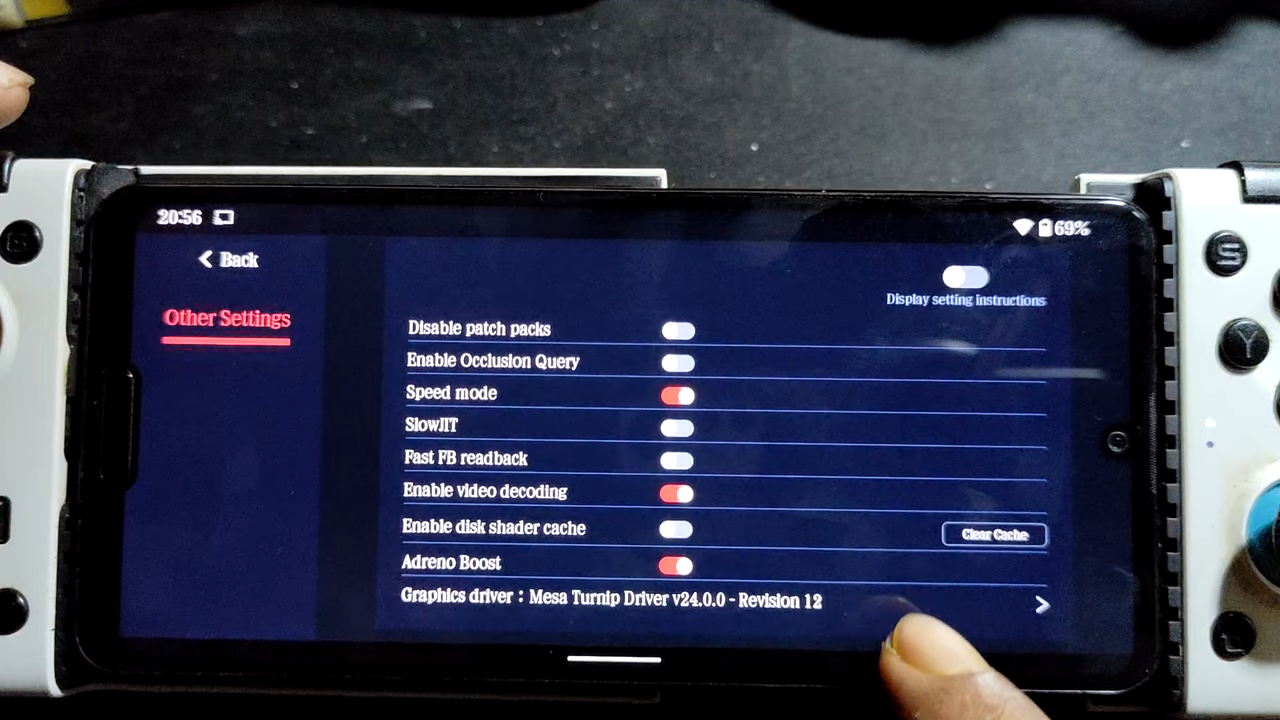 20:56
69%
Back
Display setting instructions
Other Settings
Disable patch packs
Enable Occlusion Query
Speed mode
SlowJIT
Fast FB readback
Enable video decoding
Enable disk shader cache
Clear Cache
Adreno Boost
Graphics driver : Mesa Turnip Driver v24.0.0 - Revision 12
S
Y